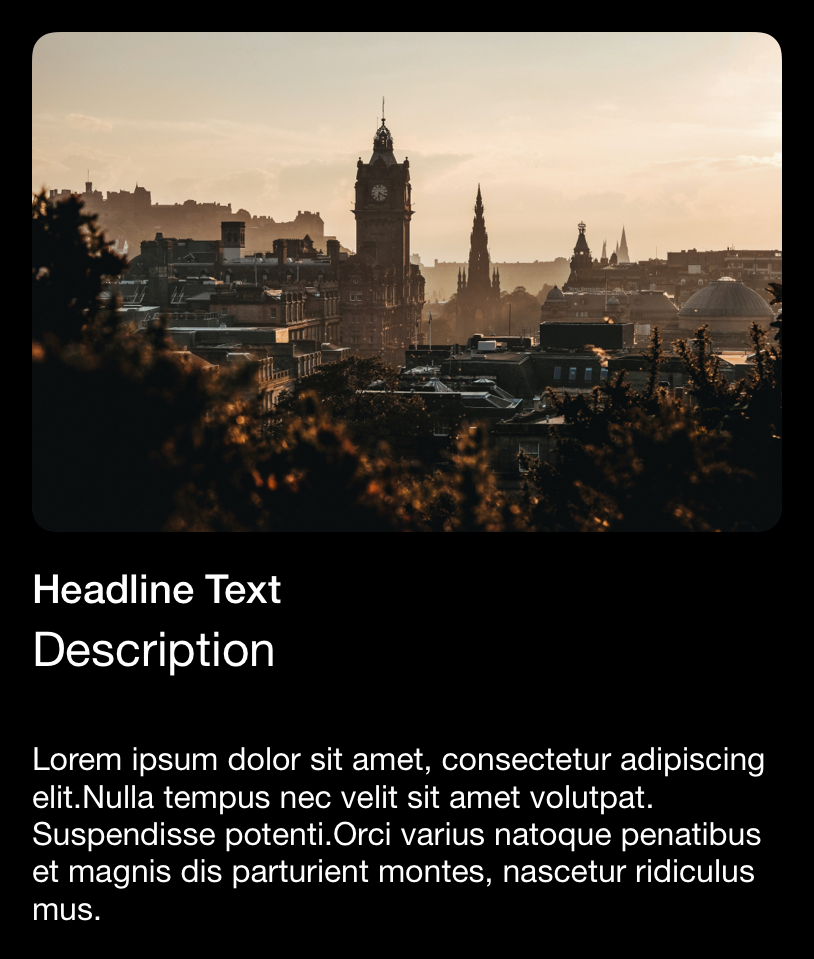 Headline Text
Description
Lorem ipsum dolor sit amet, consectetur adipiscing
elit.Nulla tempus nec velit sit amet volutpat.
Suspendisse potenti.Orci varius natoque penatibus
et magnis dis parturient montes, nascetur ridiculus
mus.